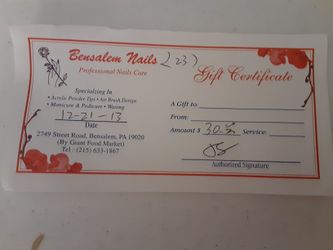 Bensalem Nails (23)
Professional Nails Care
Gift Certificate
Specializing In
• Acrylic Powder Tips • Air Brush Design
• Manicure & Pedicure • Waxing
12-21-13
Date
2749 Street Road, Bensalem, PA 19020
(By Giant Food Market)
Tel : (215) 633-1867
A Gift to:
From:
Amount $ 30 Service:
Authorized Signature